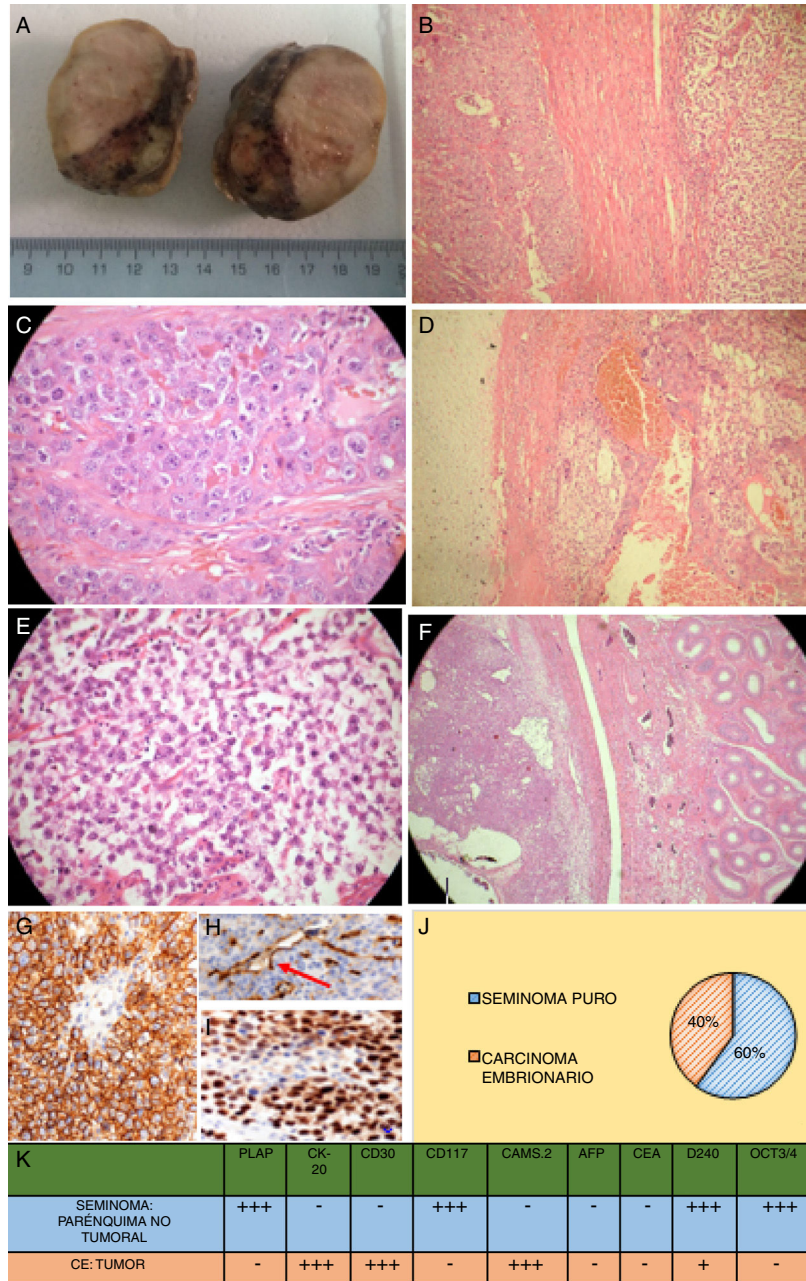 A
B
9 10 11 12 13 14 15 16 17 18 19 2
C
D
E
F
G
H
I
J
SEMINOMA PURO
CARCINOMA
EMBRIONARIO
40%
60%
K
PLAP CK-20 CD30 CD117 CAMS.2 AFP CEA D240 OCT3/4
SEMINOMA: PARÉNQUIMA NO TUMORAL +++ - - +++ - - - +++ +++
CE: TUMOR - +++ +++ - +++ - - + -